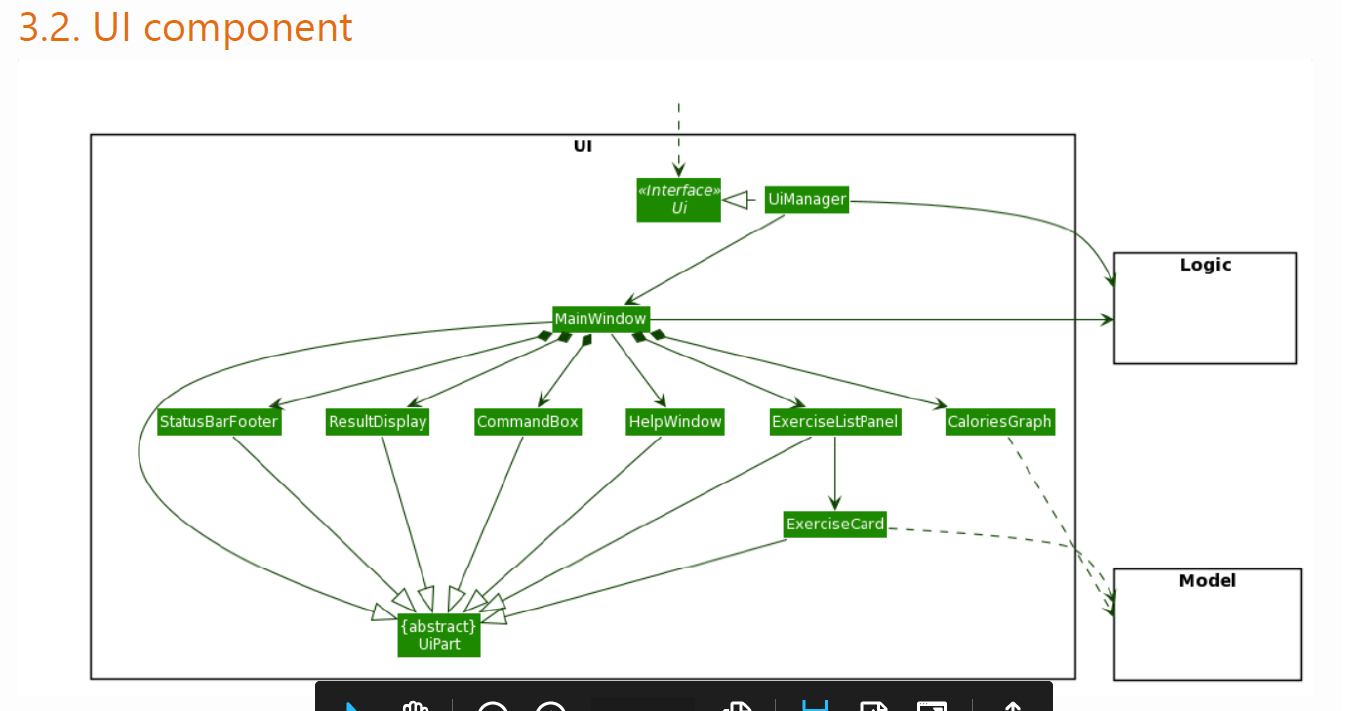 3.2. UI component
UI
«Interface»
Ui
UiManager
Logic
MainWindow
StatusBarFooter
ResultDisplay
CommandBox
HelpWindow
ExerciseListPanel
CaloriesGraph
ExerciseCard
Model
{abstract}
UiPart